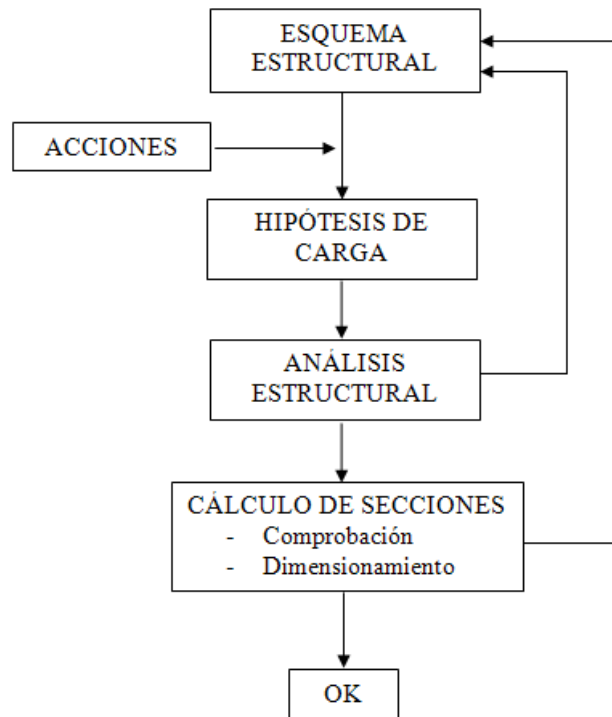 ESQUEMA
ESTRUCTURAL
ACCIONES
HIPÓTESIS DE
CARGA
ANÁLISIS
ESTRUCTURAL
CÁLCULO DE SECCIONES
- Comprobación
- Dimensionamiento
OK